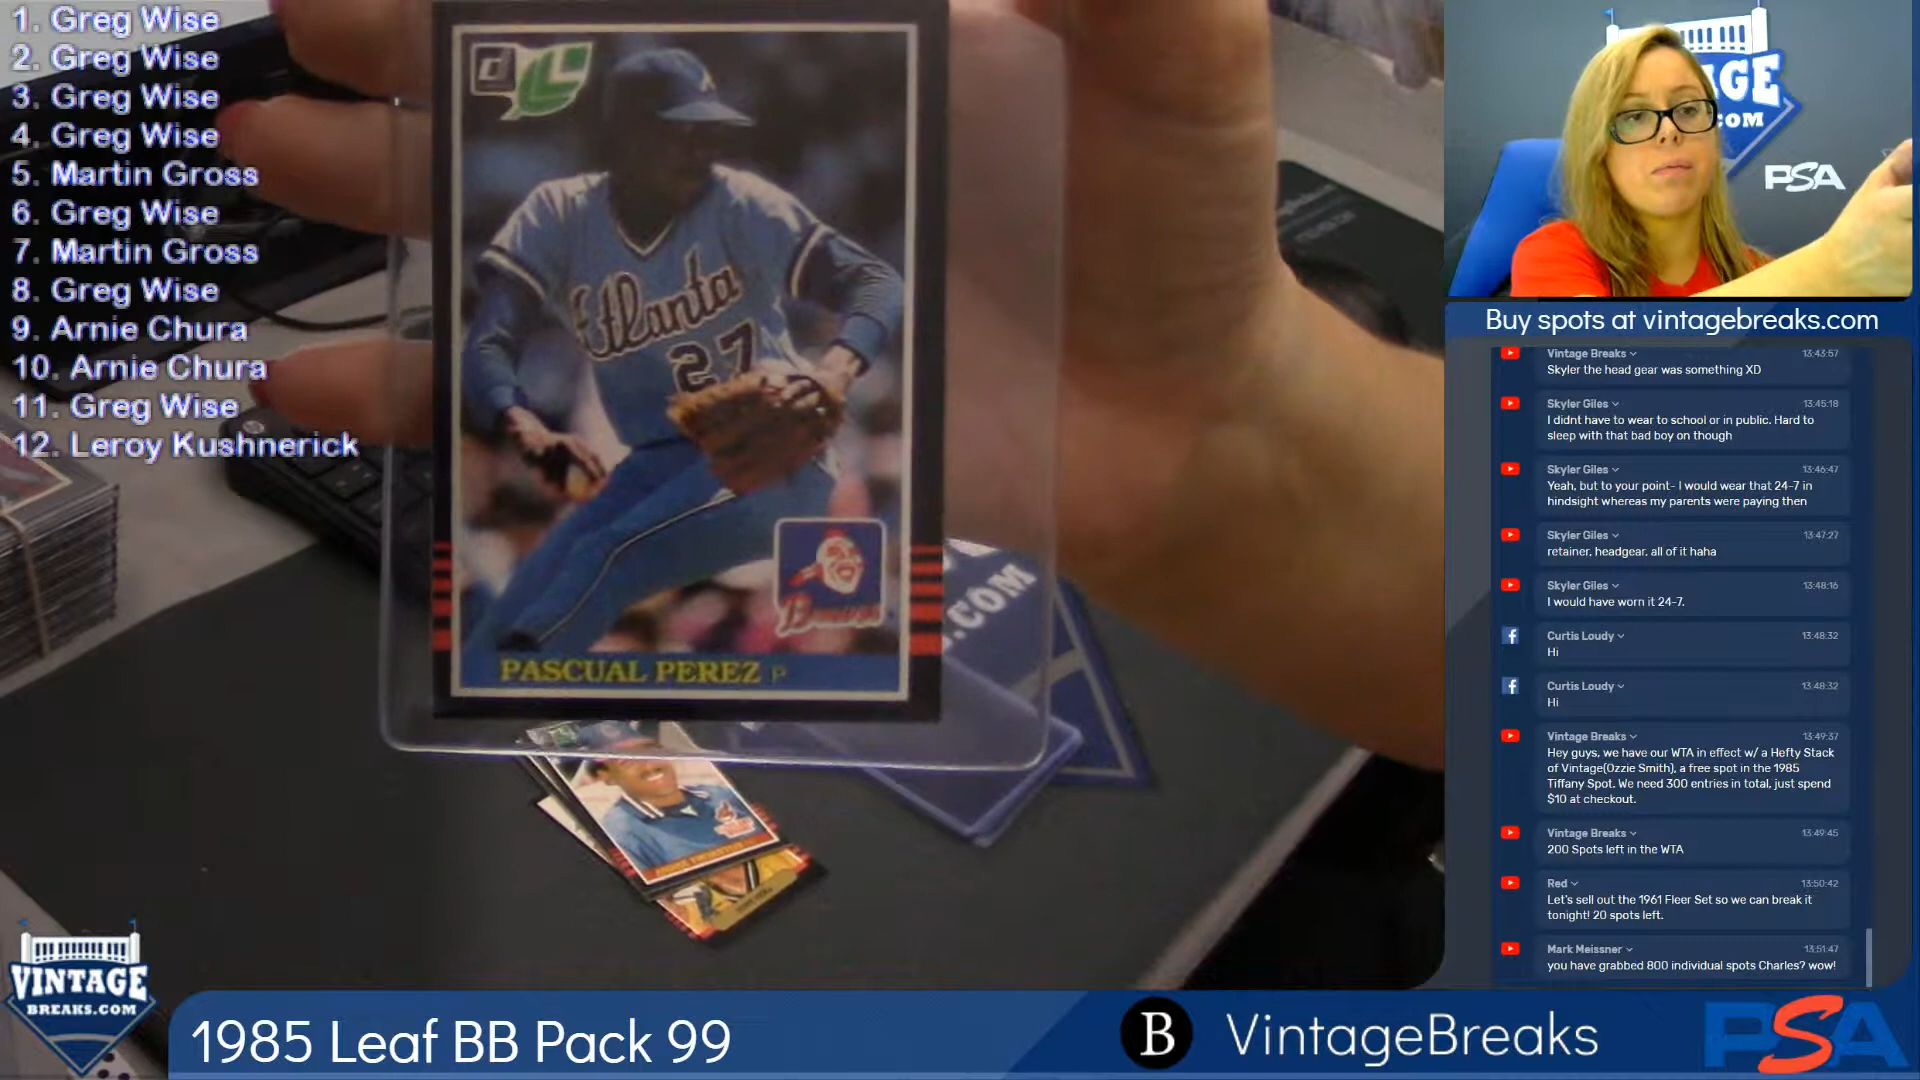 1. Greg Wise
2. Greg Wise
3. Greg Wise
4. Greg Wise
5. Martin Gross
6. Greg Wise
7. Martin Gross
8. Greg Wise
9. Arnie Chura
10. Arnie Chura
11. Greg Wise
12. Leroy Kushnerick
d
Atlanta
27
Braves
PASCUAL PEREZ P
.COM
VINTAGE
BREAKS.COM
1985 Leaf BB Pack 99
B VintageBreaks
PSA
AGE
COM
PSA
Buy spots at vintagebreaks.com
Vintage Breaks 13:43:57
Skyler the head gear was something XD
Skyler Giles 13:45:18
I didnt have to wear to school or in public. Hard to
sleep with that bad boy on though
Skyler Giles 13:46:47
Yeah, but to your point- I would wear that 24-7 in
hindsight whereas my parents were paying then
Skyler Giles 13:47:27
retainer, headgear, all of it haha
Skyler Giles 13:48:16
I would have worn it 24-7.
Curtis Loudy 13:48:32
Hi
Curtis Loudy 13:48:32
Hi
Vintage Breaks 13:49:37
Hey guys, we have our WTA in effect w/ a Hefty Stack
of Vintage(Ozzie Smith), a free spot in the 1985
Tiffany Spot. We need 300 entries in total, just spend
$10 at checkout.
Vintage Breaks 13:49:45
200 Spots left in the WTA
Red 13:50:42
Let's sell out the 1961 Fleer Set so we can break it
tonight! 20 spots left.
Mark Meissner 13:51:47
you have grabbed 800 individual spots Charles? wow!